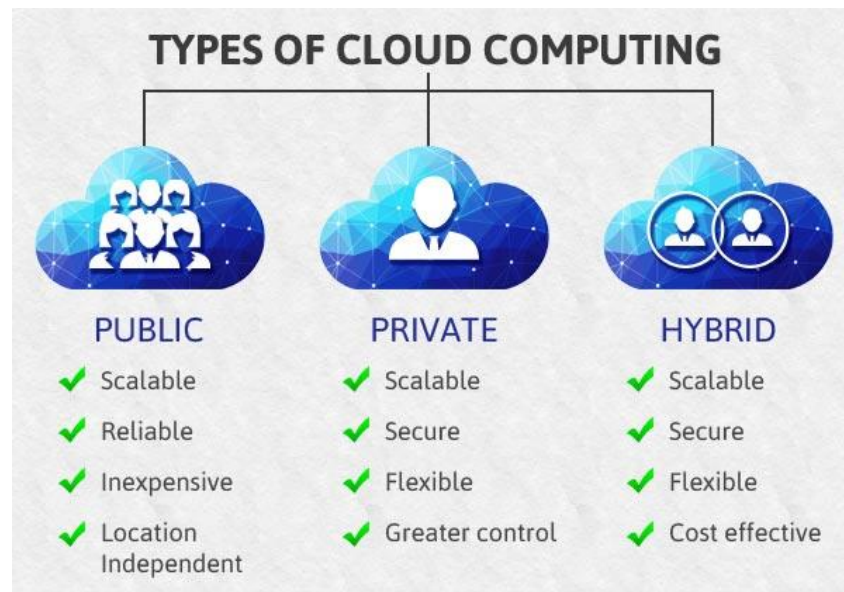 TYPES OF CLOUD COMPUTING
PUBLIC
Scalable
Reliable
Inexpensive
Location
Independent
PRIVATE
Scalable
Secure
Flexible
Greater control
HYBRID
Scalable
Secure
Flexible
Cost effective